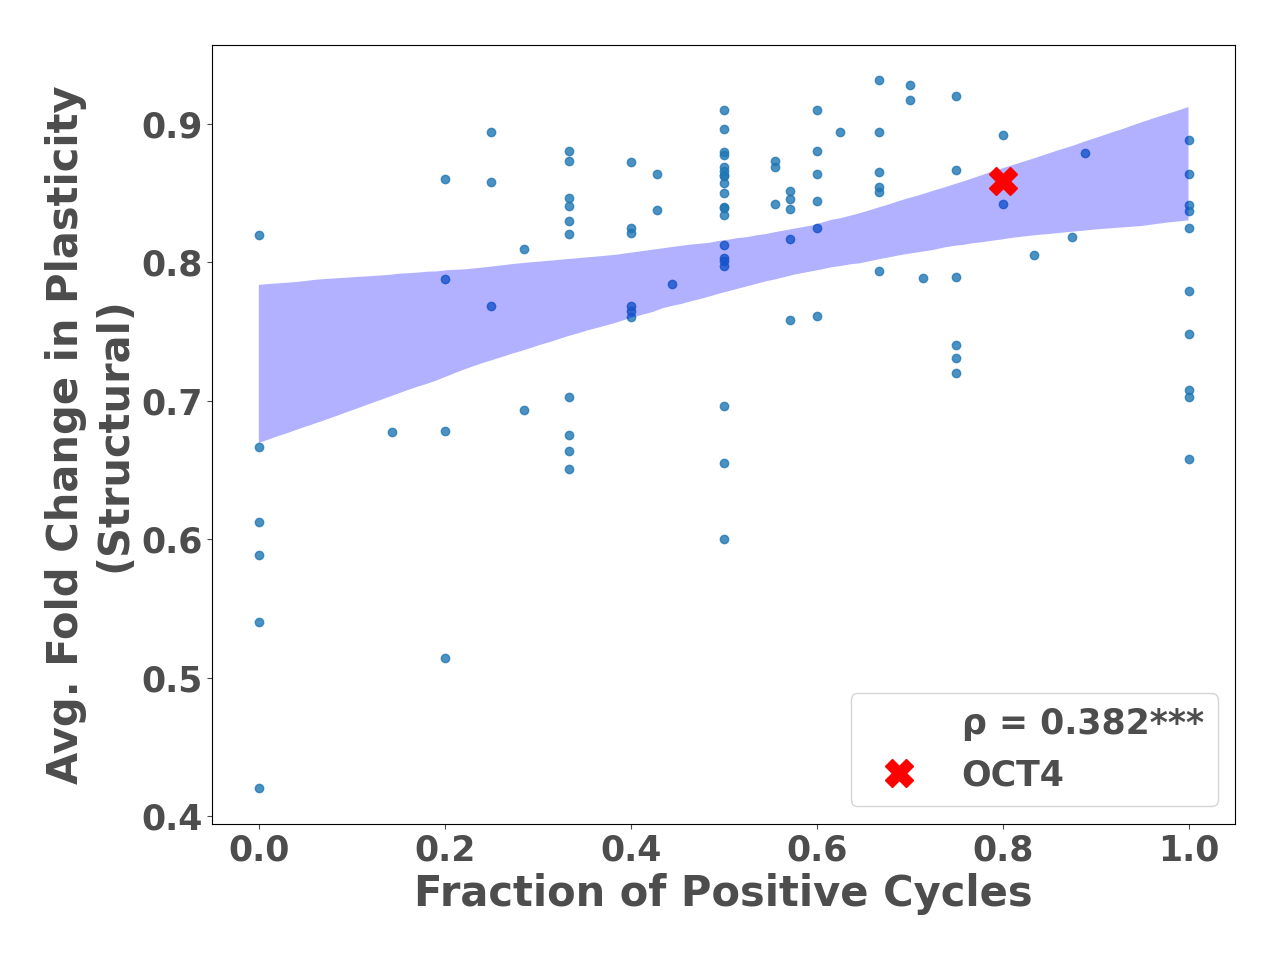 Avg. Fold Change in Plasticity
(Structural)
0.9
0.8
0.7
0.6
0.5
0.4
ρ = 0.382***
OCT4
0.0 0.2 0.4 0.6 0.8 1.0
Fraction of Positive Cycles